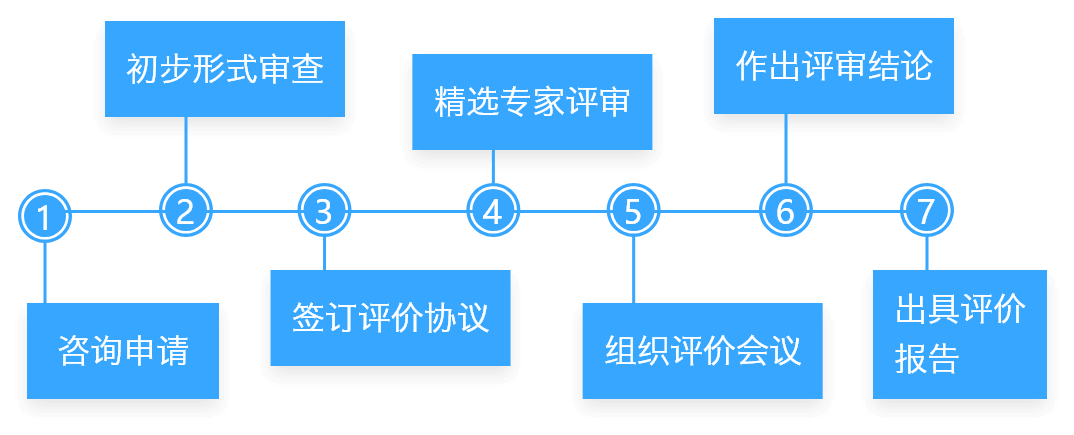 1
咨询申请
2
初步形式审查
3
签订评价协议
4
精选专家评审
5
组织评价会议
6
作出评审结论
7
出具评价
报告